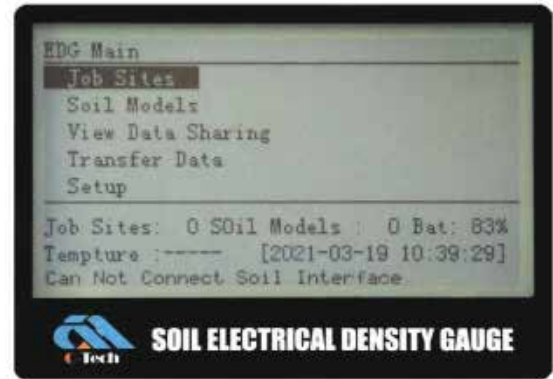 EDG Main
Job Sites
Soil Models
View Data Sharing
Transfer Data
Setup
Job Sites: 0 SOil Models : 0 Bat: 83%
Tempture :----- [2021-03-19 10:39:29]
Can Not Connect Soil Interface
C Tech
SOIL ELECTRICAL DENSITY GAUGE